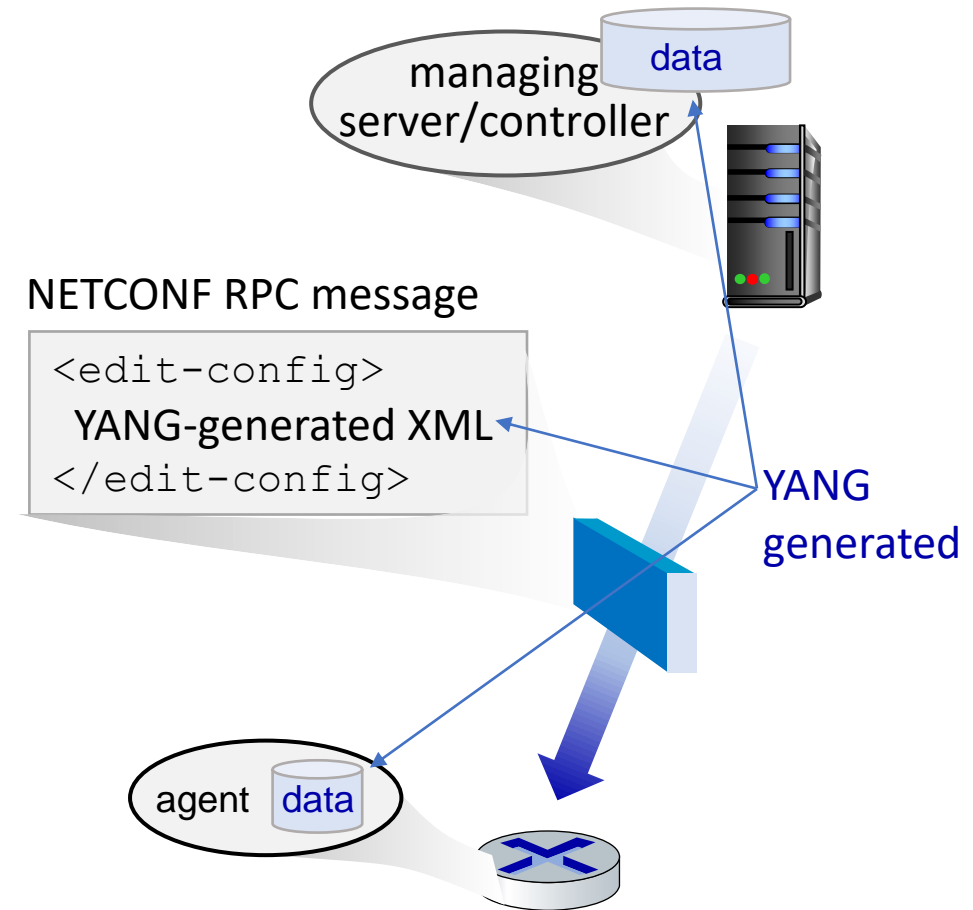 data
managing
server/controller
NETCONF RPC message
<edit-config>
YANG-generated XML
</edit-config>
YANG
generated
agent data